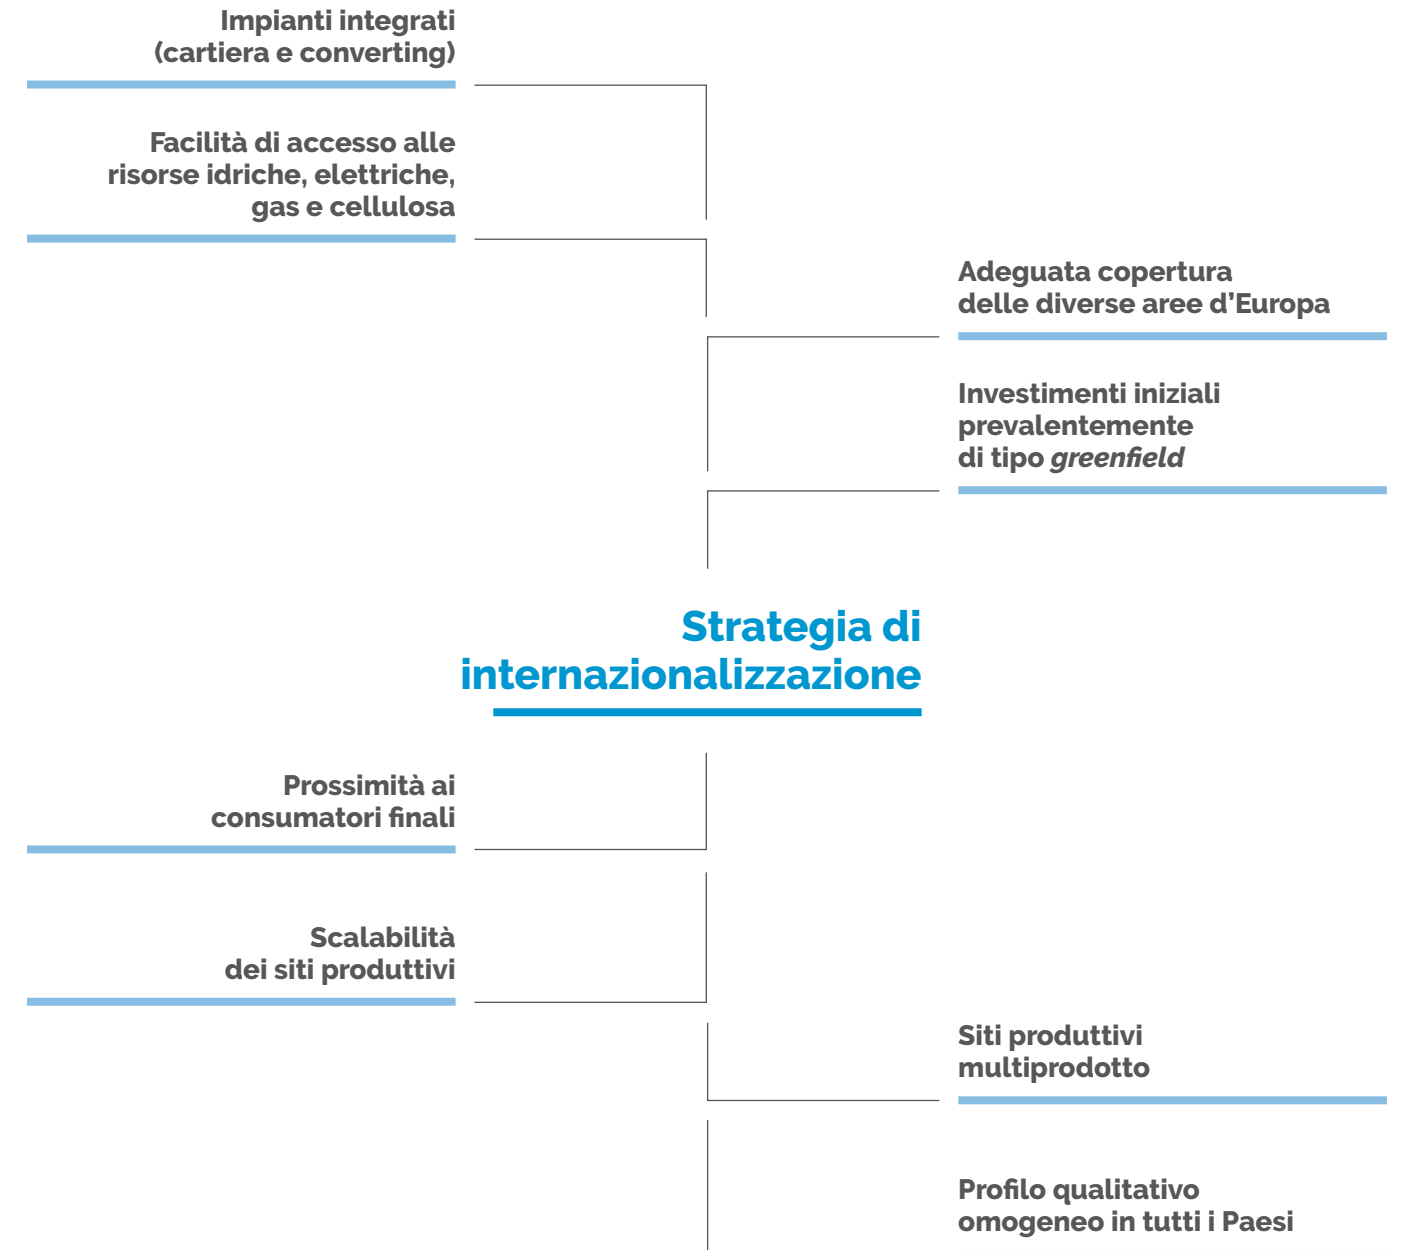 Impianti integrati
(cartiera e converting)
Facilità di accesso alle
risorse idriche, elettriche,
gas e cellulosa
Adeguata copertura
delle diverse aree d’Europa
Investimenti iniziali
prevalentemente
di tipo greenfield
Strategia di
internazionalizzazione
Prossimità ai
consumatori finali
Scalabilità
dei siti produttivi
Siti produttivi
multiprodotto
Profilo qualitativo
omogeneo in tutti i Paesi